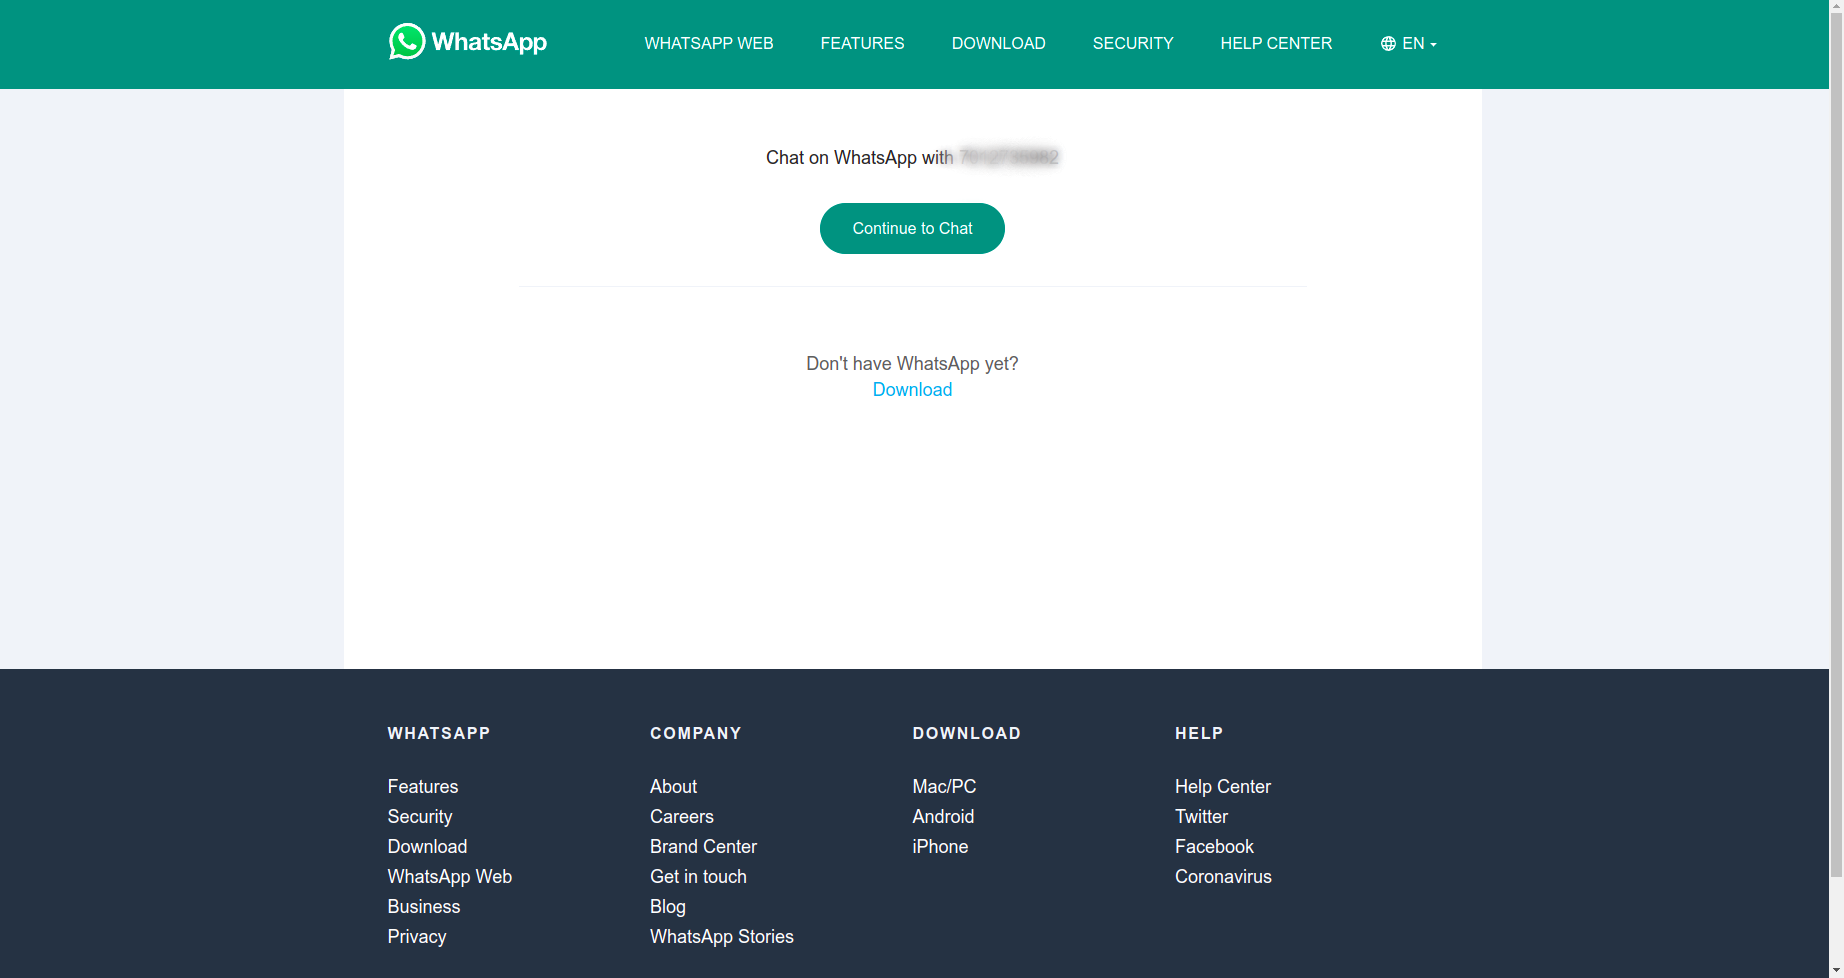 WhatsApp
WHATSAPP WEB
FEATURES
DOWNLOAD
SECURITY
HELP CENTER
EN
Chat on WhatsApp with
Continue to Chat
Don't have WhatsApp yet?
Download
WHATSAPP
Features
Security
Download
WhatsApp Web
Business
Privacy
COMPANY
About
Careers
Brand Center
Get in touch
Blog
WhatsApp Stories
DOWNLOAD
Mac/PC
Android
iPhone
HELP
Help Center
Twitter
Facebook
Coronavirus